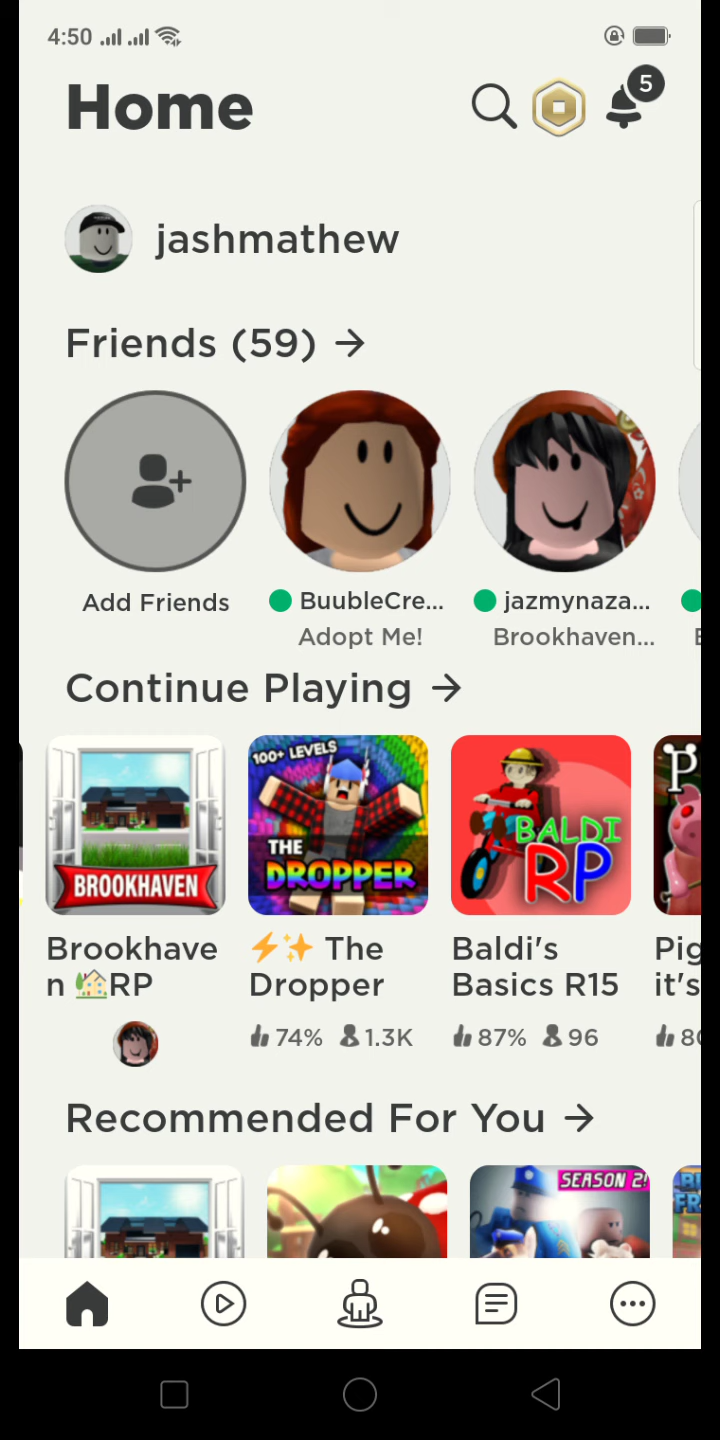 4:50
Home
5
jashmathew
Friends (59) →
Add Friends
BuubleCre...
jazmynaza...
Adopt Me!
Brookhaven...
Continue Playing →
BROOKHAVEN
100+ LEVELS
THE
DROPPER
BALDI
RP
P
Brookhave
n 🏡RP
⚡✨ The
Dropper
Baldi's
Basics R15
Pig
it's
74% 1.3K
87% 96
80
Recommended For You →
SEASON 2!